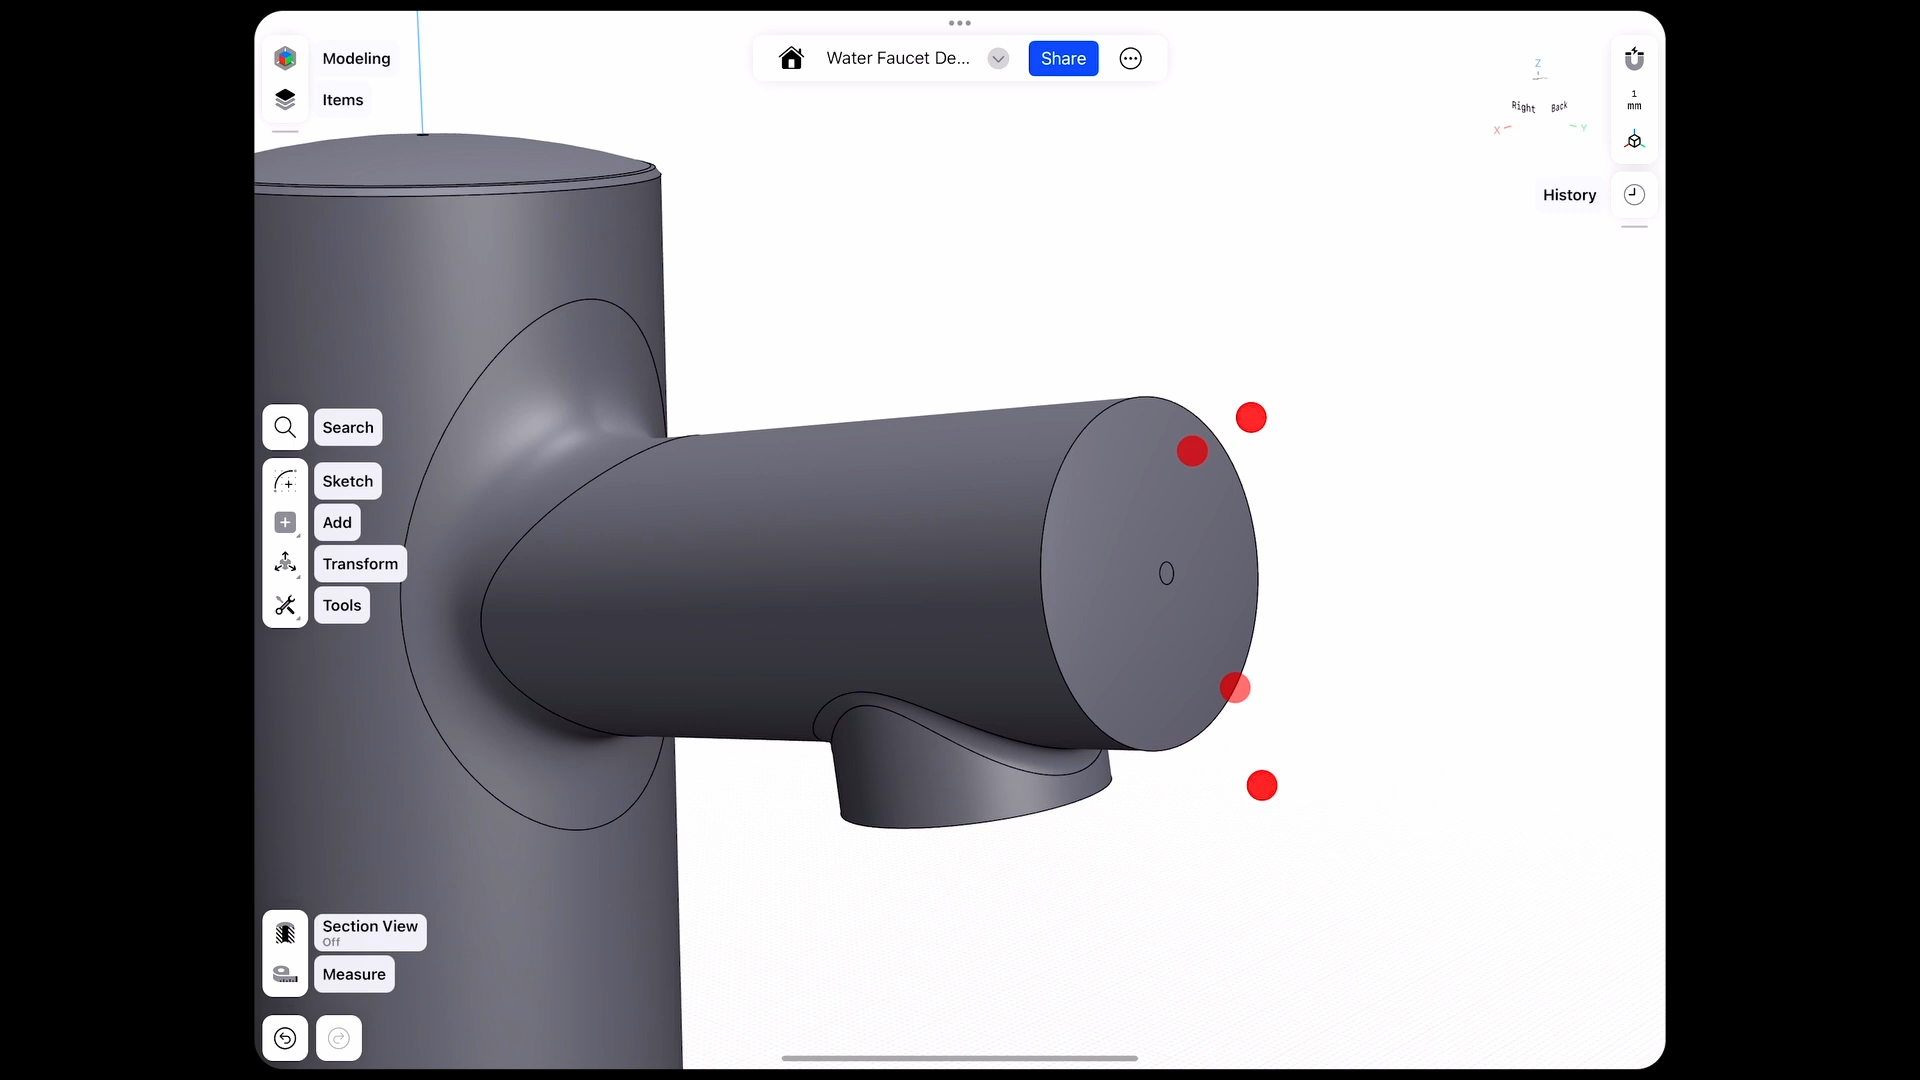 Modeling
Items
Water Faucet De...
Share
Z
Right
Back
X
Y
1
mm
History
Search
Sketch
Add
Transform
Tools
Section View
Off
Measure